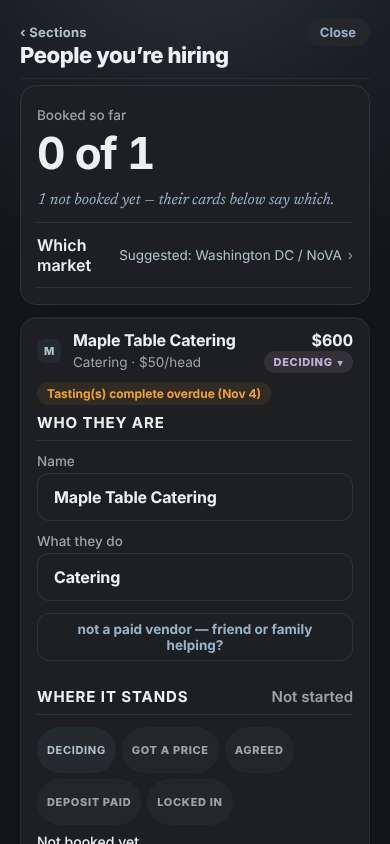 ‹ Sections
Close
People you’re hiring
Booked so far
0 of 1
1 not booked yet — their cards below say which.
Which
market
Suggested: Washington DC / NoVA ›
M
Maple Table Catering
$600
Catering · $50/head
DECIDING ▾
Tasting(s) complete overdue (Nov 4)
WHO THEY ARE
Name
Maple Table Catering
What they do
Catering
not a paid vendor — friend or family
helping?
WHERE IT STANDS
Not started
DECIDING
GOT A PRICE
AGREED
DEPOSIT PAID
LOCKED IN
Not booked yet